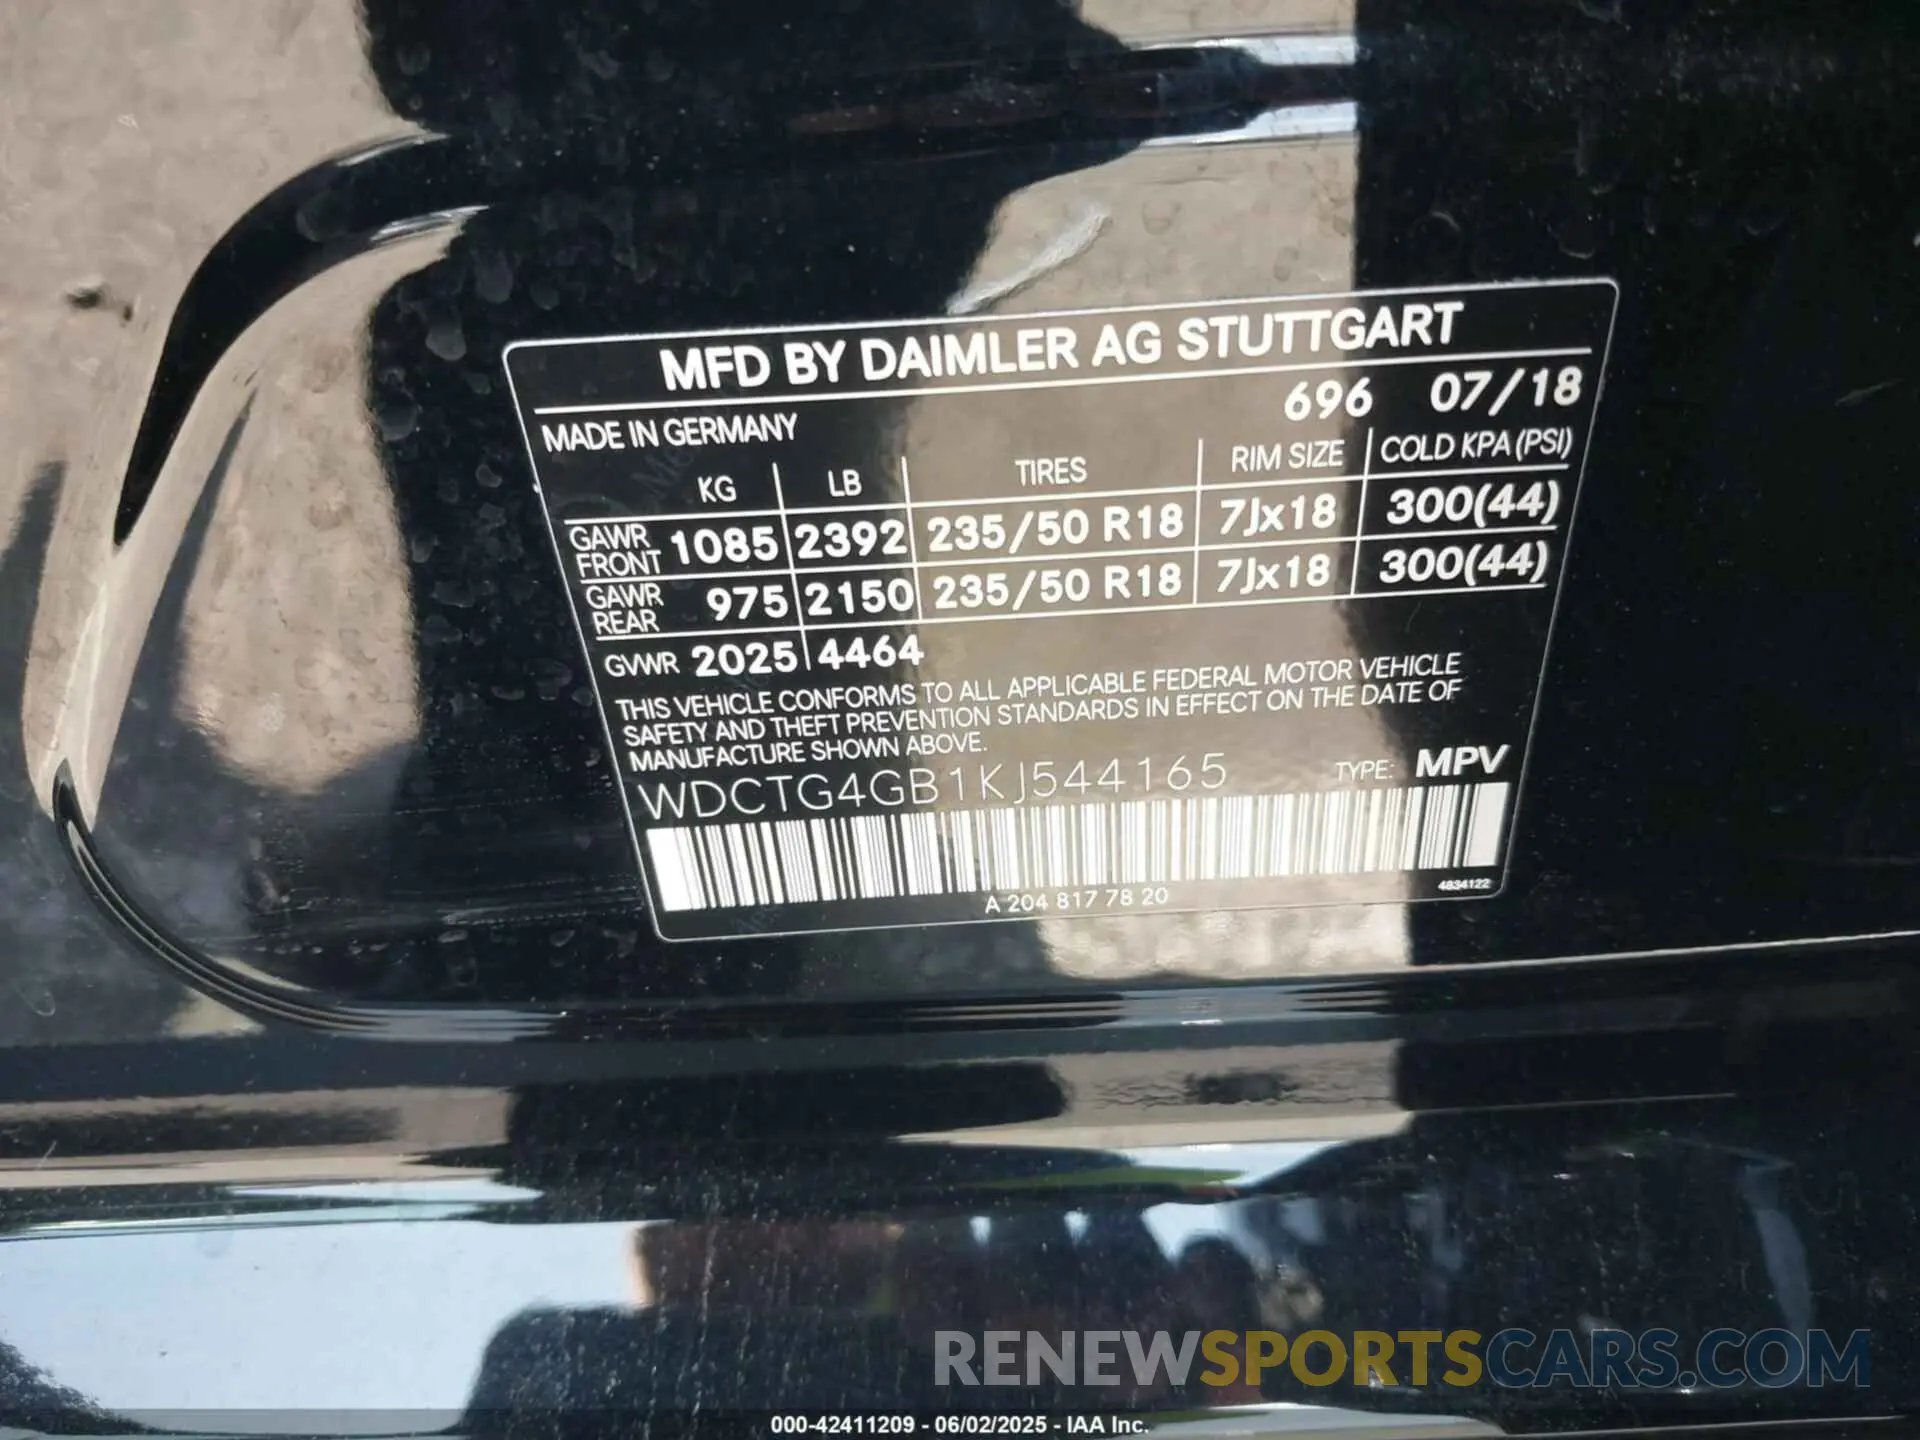 MFD BY DAIMLER AG STUTTGART
696 07/18
MADE IN GERMANY
KG LB TIRES RIM SIZE COLD KPA (PSI)
GAWR FRONT 1085 2392 235/50 R18 7Jx18 300(44)
GAWR REAR 975 2150 235/50 R18 7Jx18 300(44)
GVWR 2025 4464
THIS VEHICLE CONFORMS TO ALL APPLICABLE FEDERAL MOTOR VEHICLE
SAFETY AND THEFT PREVENTION STANDARDS IN EFFECT ON THE DATE OF
MANUFACTURE SHOWN ABOVE.
WDCTG4GB1KJ544165 TYPE: MPV
A 204 817 78 20
4834122
RENEWSPORTSCARS.COM
000-42411209 - 06/02/2025 - IAA Inc.